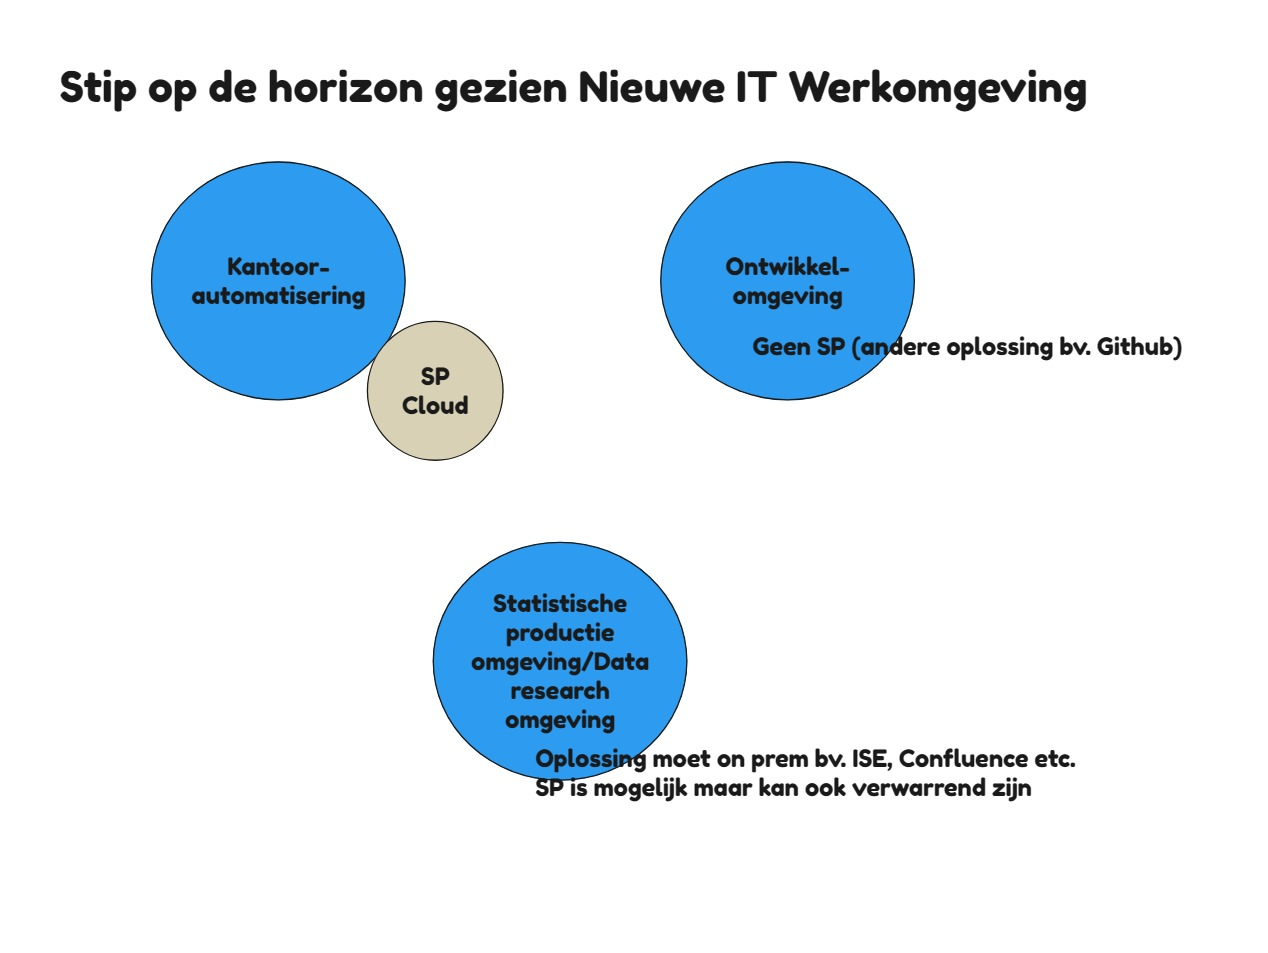 Stip op de horizon gezien Nieuwe IT Werkomgeving
Kantoor-
automatisering
Ontwikkel-
omgeving
Geen SP (andere oplossing bv. Github)
SP
Cloud
Statistische
productie
omgeving/Data
research
omgeving
Oplossing moet on prem bv. ISE, Confluence etc.
SP is mogelijk maar kan ook verwarrend zijn